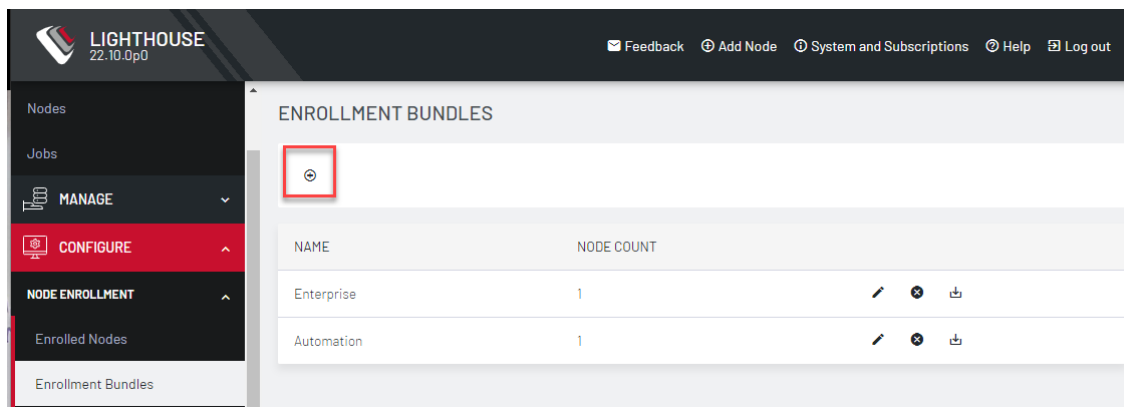 LIGHTHOUSE
22.10.0p0
Feedback Add Node System and Subscriptions Help Log out
Nodes
Jobs
MANAGE
CONFIGURE
NODE ENROLLMENT
Enrolled Nodes
Enrollment Bundles
ENROLLMENT BUNDLES
NAME NODE COUNT
Enterprise 1
Automation 1